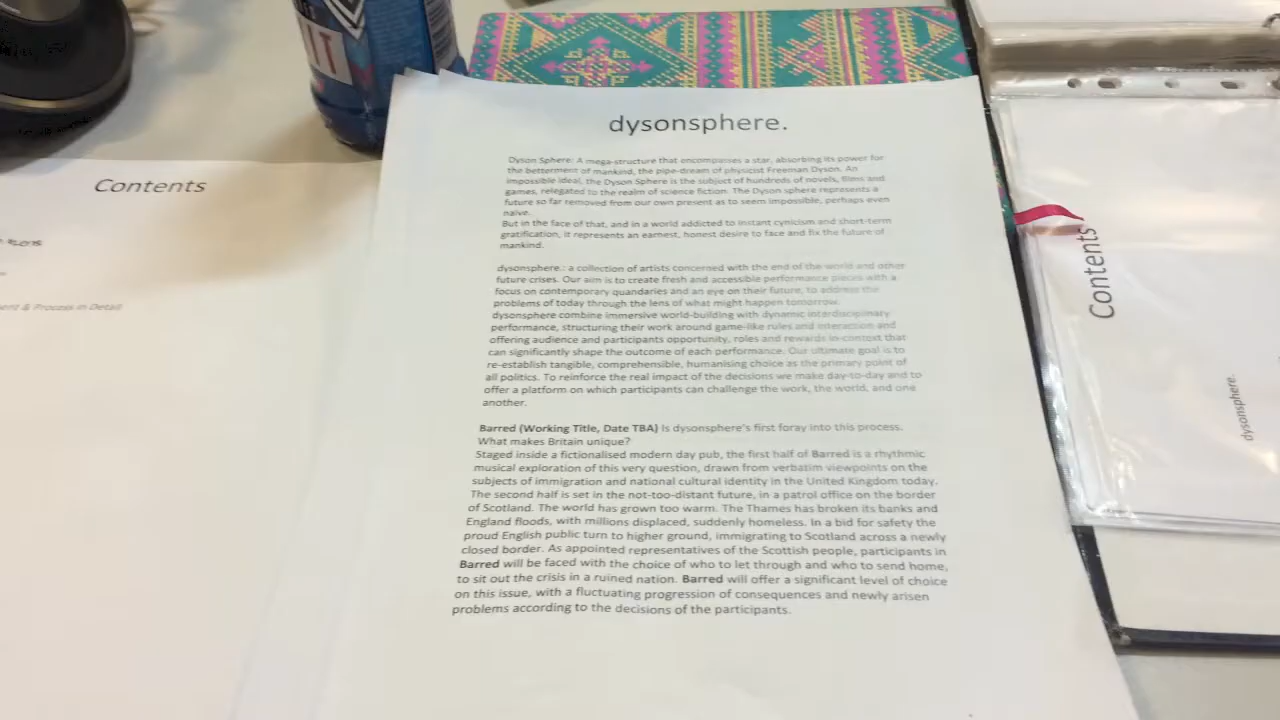 Contents
ent & Process in Detail
dysonsphere.
Dyson Sphere: A mega-structure that encompasses a star, absorbing its power for
the betterment of mankind, the pipe-dream of physicist Freeman Dyson. An
impossible ideal, the Dyson Sphere is the subject of hundreds of novels, films and
games, relegated to the realm of science fiction. The Dyson sphere represents a
future so far removed from our own present as to seem impossible, perhaps even
naive.
But in the face of that, and in a world addicted to instant cynicism and short-term
gratification, it represents an earnest, honest desire to face and fix the future of
mankind.
dysonsphere.: a collection of artists concerned with the end of the world and other
future crises. Our aim is to create fresh and accessible performance pieces with a
focus on contemporary quandaries and an eye on their future, to address the
problems of today through the lens of what might happen tomorrow.
dysonsphere combine immersive world-building with dynamic interdisciplinary
performance, structuring their work around game-like rules and interaction and
offering audience and participants opportunity, roles and rewards in-context that
can significantly shape the outcome of each performance. Our ultimate goal is to
re-establish tangible, comprehensible, humanising choice as the primary point of
all politics. To reinforce the real impact of the decisions we make day-to-day and to
offer a platform on which participants can challenge the work, the world, and one
another.
Barred (Working Title, Date TBA) Is dysonsphere's first foray into this process.
What makes Britain unique?
Staged inside a fictionalised modern day pub, the first half of Barred is a rhythmic
musical exploration of this very question, drawn from verbatim viewpoints on the
subjects of immigration and national cultural identity in the United Kingdom today.
The second half is set in the not-too-distant future, in a patrol office on the border
of Scotland. The world has grown too warm. The Thames has broken its banks and
England floods, with millions displaced, suddenly homeless. In a bid for safety the
proud English public turn to higher ground, immigrating to Scotland across a newly
closed border. As appointed representatives of the Scottish people, participants in
Barred will be faced with the choice of who to let through and who to send home,
to sit out the crisis in a ruined nation. Barred will offer a significant level of choice
on this issue, with a fluctuating progression of consequences and newly arisen
problems according to the decisions of the participants.
Contents
dysonsphere.